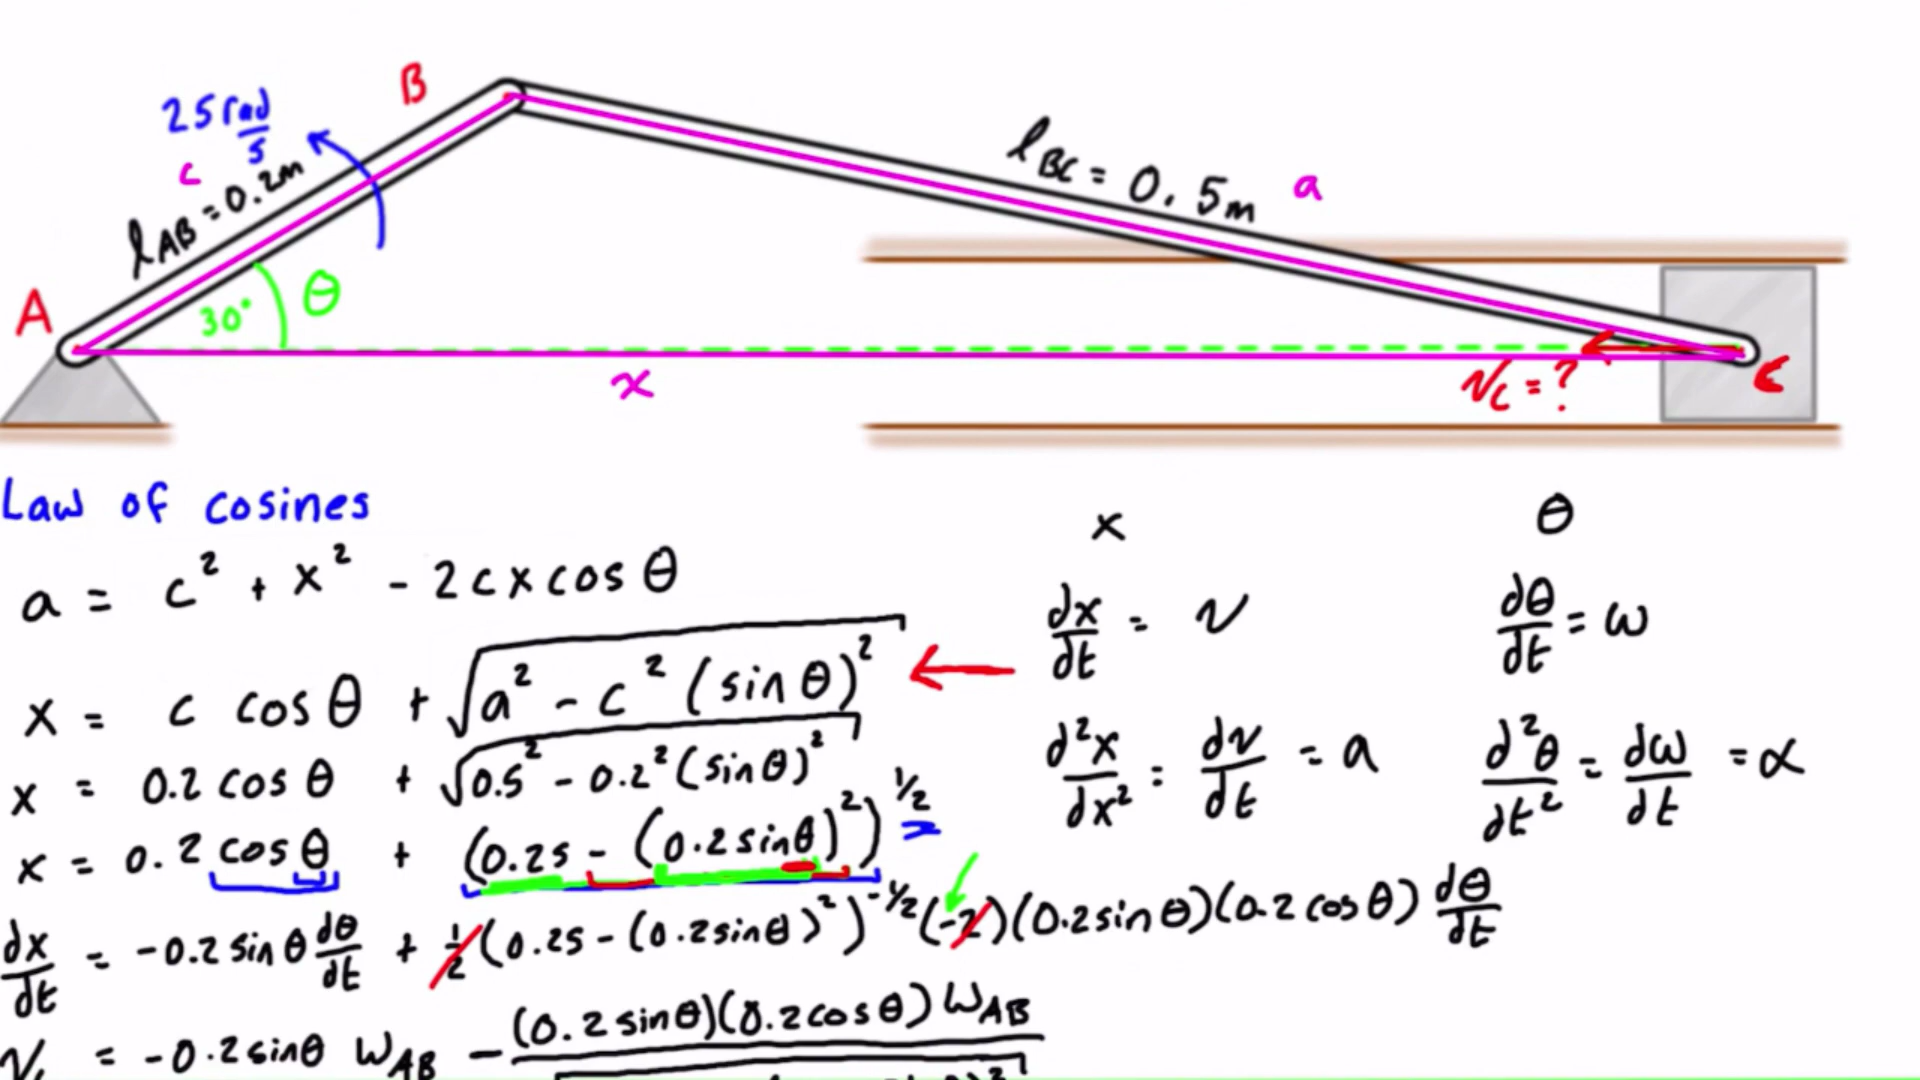 25 rad/s
B
c
l_AB = 0.2m
l_BC = 0.5m
a
A
30°
θ
x
v_C = ?
C
Law of cosines
a = c² + x² - 2cx cos θ
x = c cos θ + √(a² - c² (sin θ)²)
x = 0.2 cos θ + √(0.5² - 0.2² (sin θ)²)
x = 0.2 cos θ + (0.25 - (0.2 sin θ)²)^1/2
dx/dt = -0.2 sin θ dθ/dt + 1/2 (0.25 - (0.2 sin θ)²)^-1/2 (-2)(0.2 sin θ)(0.2 cos θ) dθ/dt
= -0.2 sin θ ω_AB - (0.2 sin θ)(0.2 cos θ) ω_AB
x
dx/dt = v
d²x/dx² = dv/dt = a
θ
dθ/dt = ω
d²θ/dt² = dω/dt = α